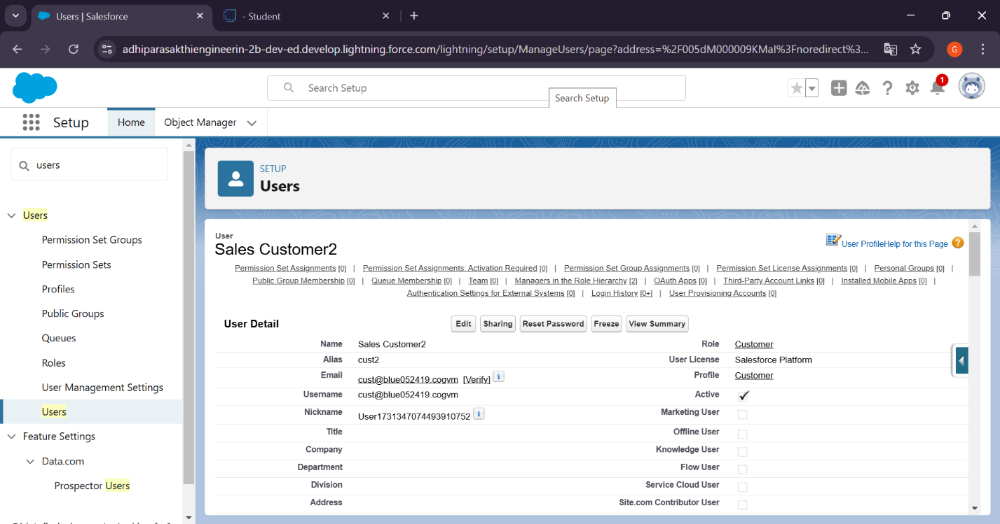 Users | Salesforce
- Student
adhiparasakthiengineerin-2b-dev-ed.develop.lightning.force.com/lightning/setup/ManageUsers/page?address=%2F005dM000009KMaI%3Fnoredirect%3...
G
Search Setup
1
Search Setup
Setup
Home
Object Manager
users
Users
Permission Set Groups
Permission Sets
Profiles
Public Groups
Queues
Roles
User Management Settings
Users
Feature Settings
Data.com
Prospector Users
SETUP
Users
User
Sales Customer2
User Profile Help for this Page
Permission Set Assignments [0] | Permission Set Assignments: Activation Required [0] | Permission Set Group Assignments [0] | Permission Set License Assignments [0] | Personal Groups [0] |
Public Group Membership [0] | Queue Membership [0] | Team [0] | Managers in the Role Hierarchy [2] | OAuth Apps [0] | Third-Party Account Links [0] | Installed Mobile Apps [0] |
Authentication Settings for External Systems [0] | Login History [0+] | User Provisioning Accounts [0]
User Detail Edit Sharing Reset Password Freeze View Summary
Name Sales Customer2 Role Customer
Alias cust2 User License Salesforce Platform
Email cust@blue052419.cogvm [Verify] i Profile Customer
Username cust@blue052419.cogvm Active
Nickname User1731347074493910752 i Marketing User
Title Offline User
Company Knowledge User
Department Flow User
Division Service Cloud User
Address Site.com Contributor User